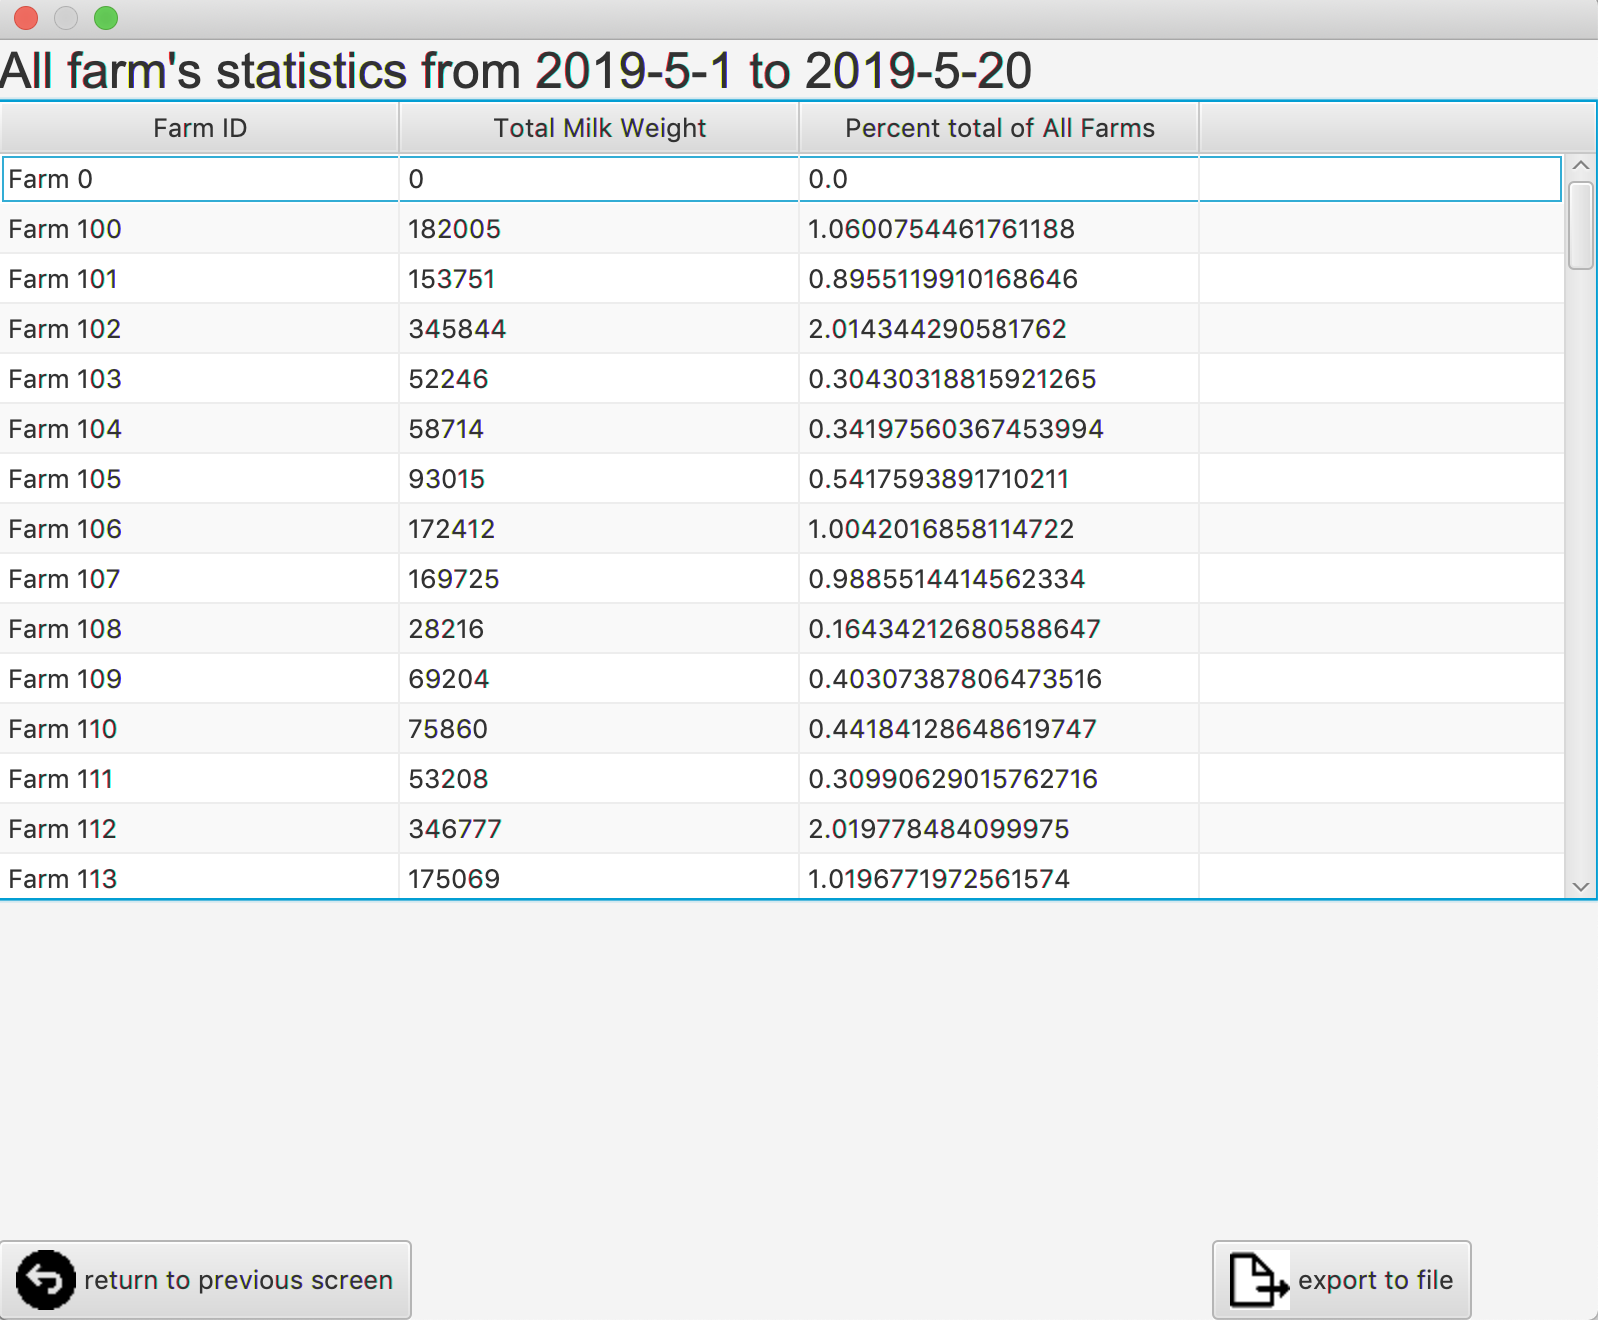 All farm's statistics from 2019-5-1 to 2019-5-20
Farm ID Total Milk Weight Percent total of All Farms
Farm 0 0 0.0
Farm 100 182005 1.0600754461761188
Farm 101 153751 0.8955119910168646
Farm 102 345844 2.014344290581762
Farm 103 52246 0.30430318815921265
Farm 104 58714 0.34197560367453994
Farm 105 93015 0.5417593891710211
Farm 106 172412 1.0042016858114722
Farm 107 169725 0.9885514414562334
Farm 108 28216 0.16434212680588647
Farm 109 69204 0.40307387806473516
Farm 110 75860 0.44184128648619747
Farm 111 53208 0.30990629015762716
Farm 112 346777 2.019778484099975
Farm 113 175069 1.0196771972561574
return to previous screen export to file